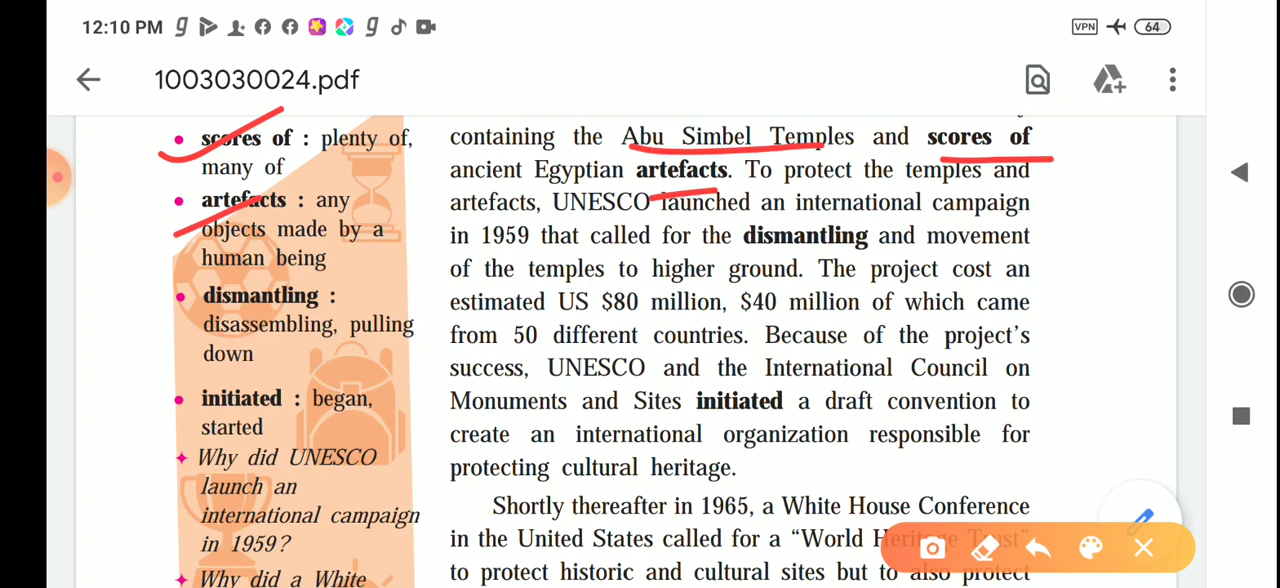 12:10 PM
VPN
64
1003030024.pdf
• scores of : plenty of,
many of
• artefacts : any
objects made by a
human being
• dismantling :
disassembling, pulling
down
• initiated : began,
started
Why did UNESCO
launch an
international campaign
in 1959?
Why did a White
containing the Abu Simbel Temples and scores of
ancient Egyptian artefacts. To protect the temples and
artefacts, UNESCO launched an international campaign
in 1959 that called for the dismantling and movement
of the temples to higher ground. The project cost an
estimated US $80 million, $40 million of which came
from 50 different countries. Because of the project's
success, UNESCO and the International Council on
Monuments and Sites initiated a draft convention to
create an international organization responsible for
protecting cultural heritage.
Shortly thereafter in 1965, a White House Conference
in the United States called for a "World Heritage Trust"
to protect historic and cultural sites but to also protect